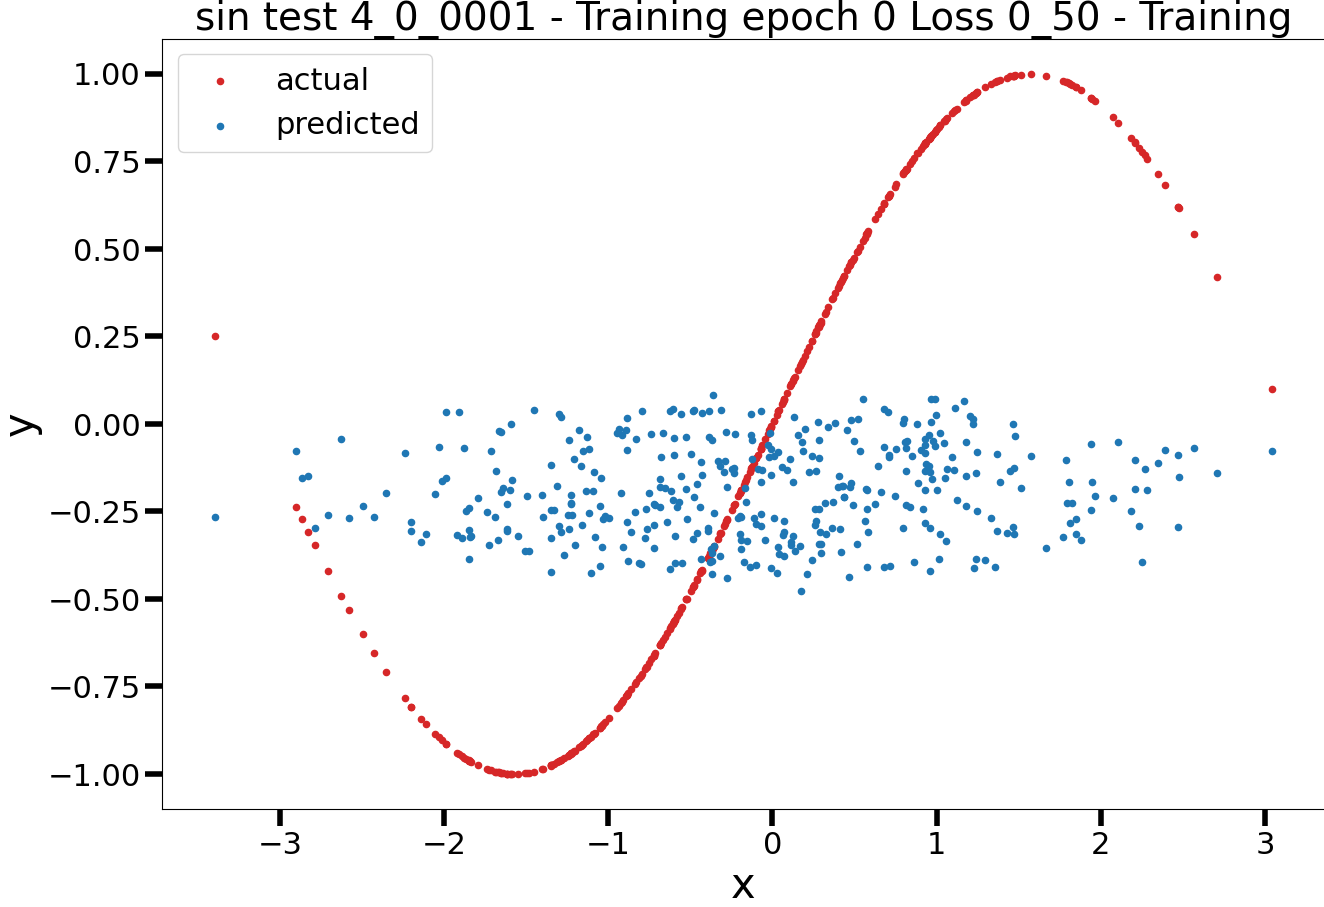 sin test 4_0_0001 - Training epoch 0 Loss 0_50 - Training
actual
predicted
1.00
0.75
0.50
0.25
0.00
−0.25
−0.50
−0.75
−1.00
y
−3 −2 −1 0 1 2 3
x